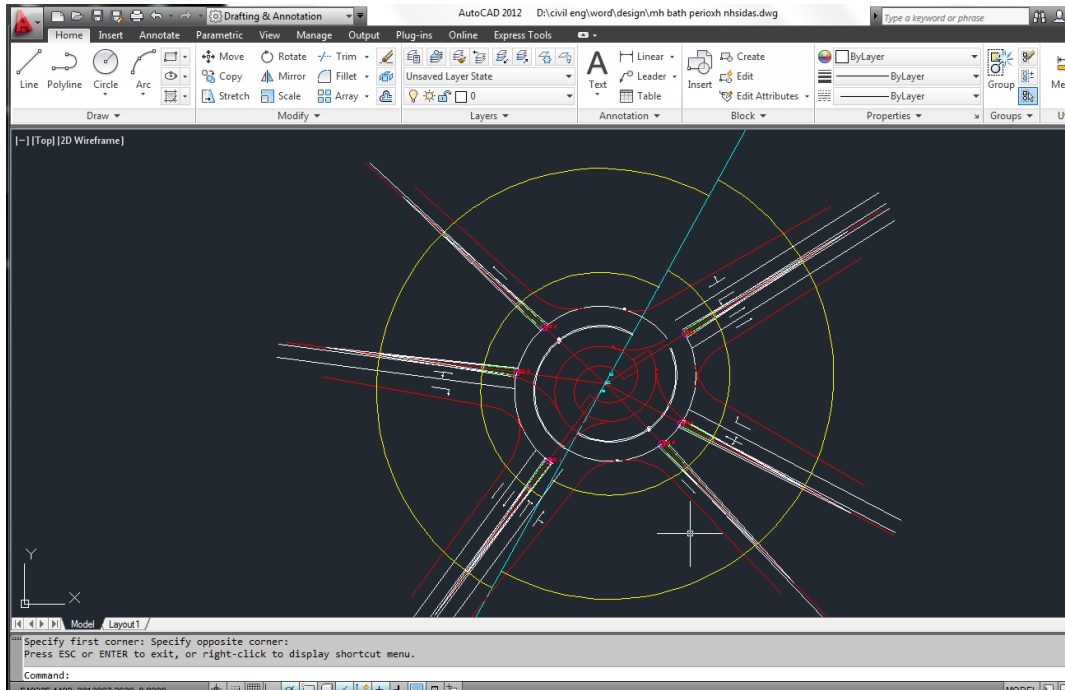 Drafting & Annotation
AutoCAD 2012 D:\civil eng\word\design\mh bath perioxh nhsidas.dwg
Type a keyword or phrase
Home Insert Annotate Parametric View Manage Output Plug-ins Online Express Tools
Line Polyline Circle Arc
Move Rotate Trim
Copy Mirror Fillet
Stretch Scale Array
Unsaved Layer State
0
Text
Linear
Leader
Table
Insert
Create
Edit
Edit Attributes
ByLayer
ByLayer
ByLayer
Group
Draw Modify Layers Annotation Block Properties Groups
[−] [Top] [2D Wireframe]
Y
X
Model Layout1
Specify first corner: Specify opposite corner:
Press ESC or ENTER to exit, or right-click to display shortcut menu.
Command:
MODEL